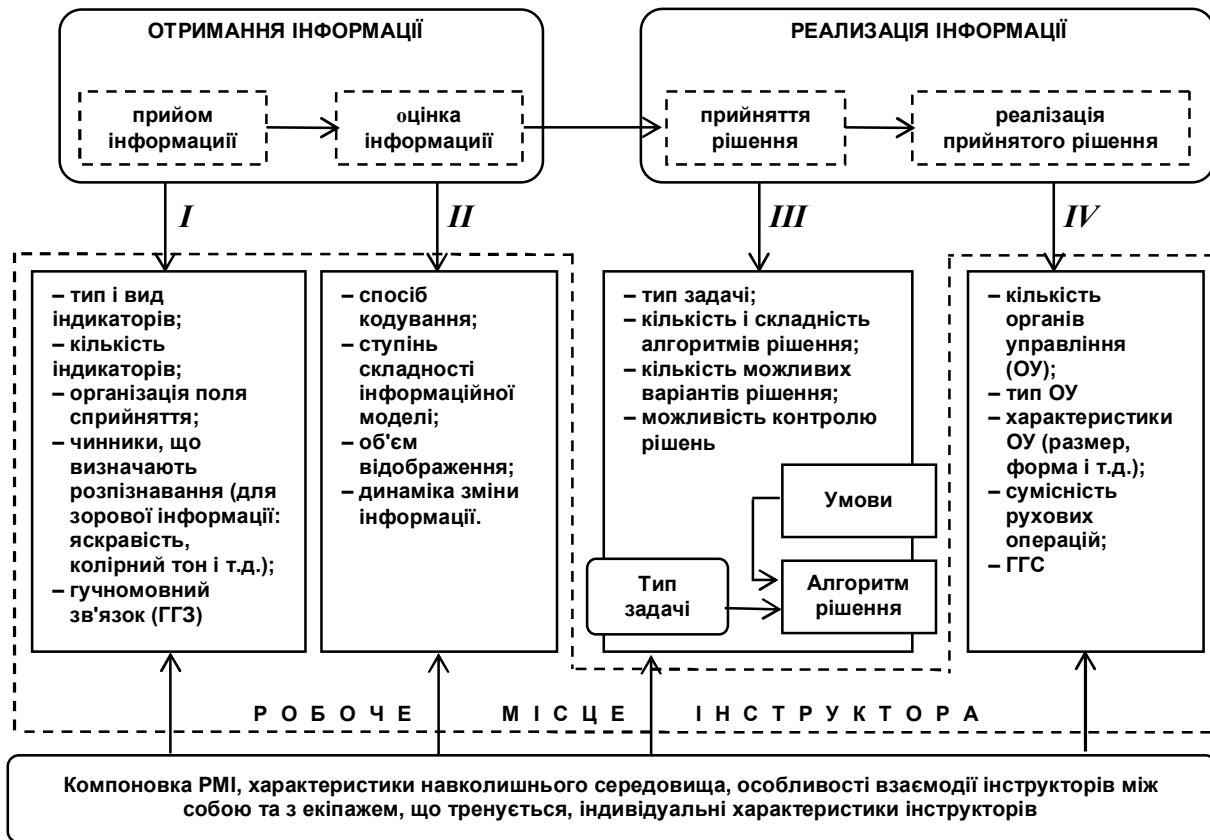 ОТРИМАННЯ ІНФОРМАЦІЇ
прийом
інформациії
оцінка
інформациії
РЕАЛИЗАЦІЯ ІНФОРМАЦІЇ
прийняття
рішення
реалізація
прийнятого рішення
I
II
III
IV
– тип і вид
індикаторів;
– кількість
індикаторів;
– організація поля
сприйняття;
– чинники, що
визначають
розпізнавання (для
зорової інформації:
яскравість,
колірний тон і т.д.);
– гучномовний
зв'язок (ГГЗ)
– спосіб
кодування;
– ступінь
складності
інформаційної
моделі;
– об'єм
відображення;
– динаміка зміни
інформації.
– тип задачі;
– кількість і складність
алгоритмів рішення;
– кількість можливих
варіантів рішення;
– можливість контролю
рішень
Умови
Тип
задачі
Алгоритм
рішення
– кількість
органів
управління
(ОУ);
– тип ОУ
– характеристики
ОУ (размер,
форма і т.д.);
– сумісність
рухових
операцій;
– ГГС
РОБОЧЕ МІСЦЕ ІНСТРУКТОРА
Компоновка РМІ, характеристики навколишнього середовища, особливості взаємодії інструкторів між
собою та з екіпажем, що тренується, індивідуальні характеристики інструкторів